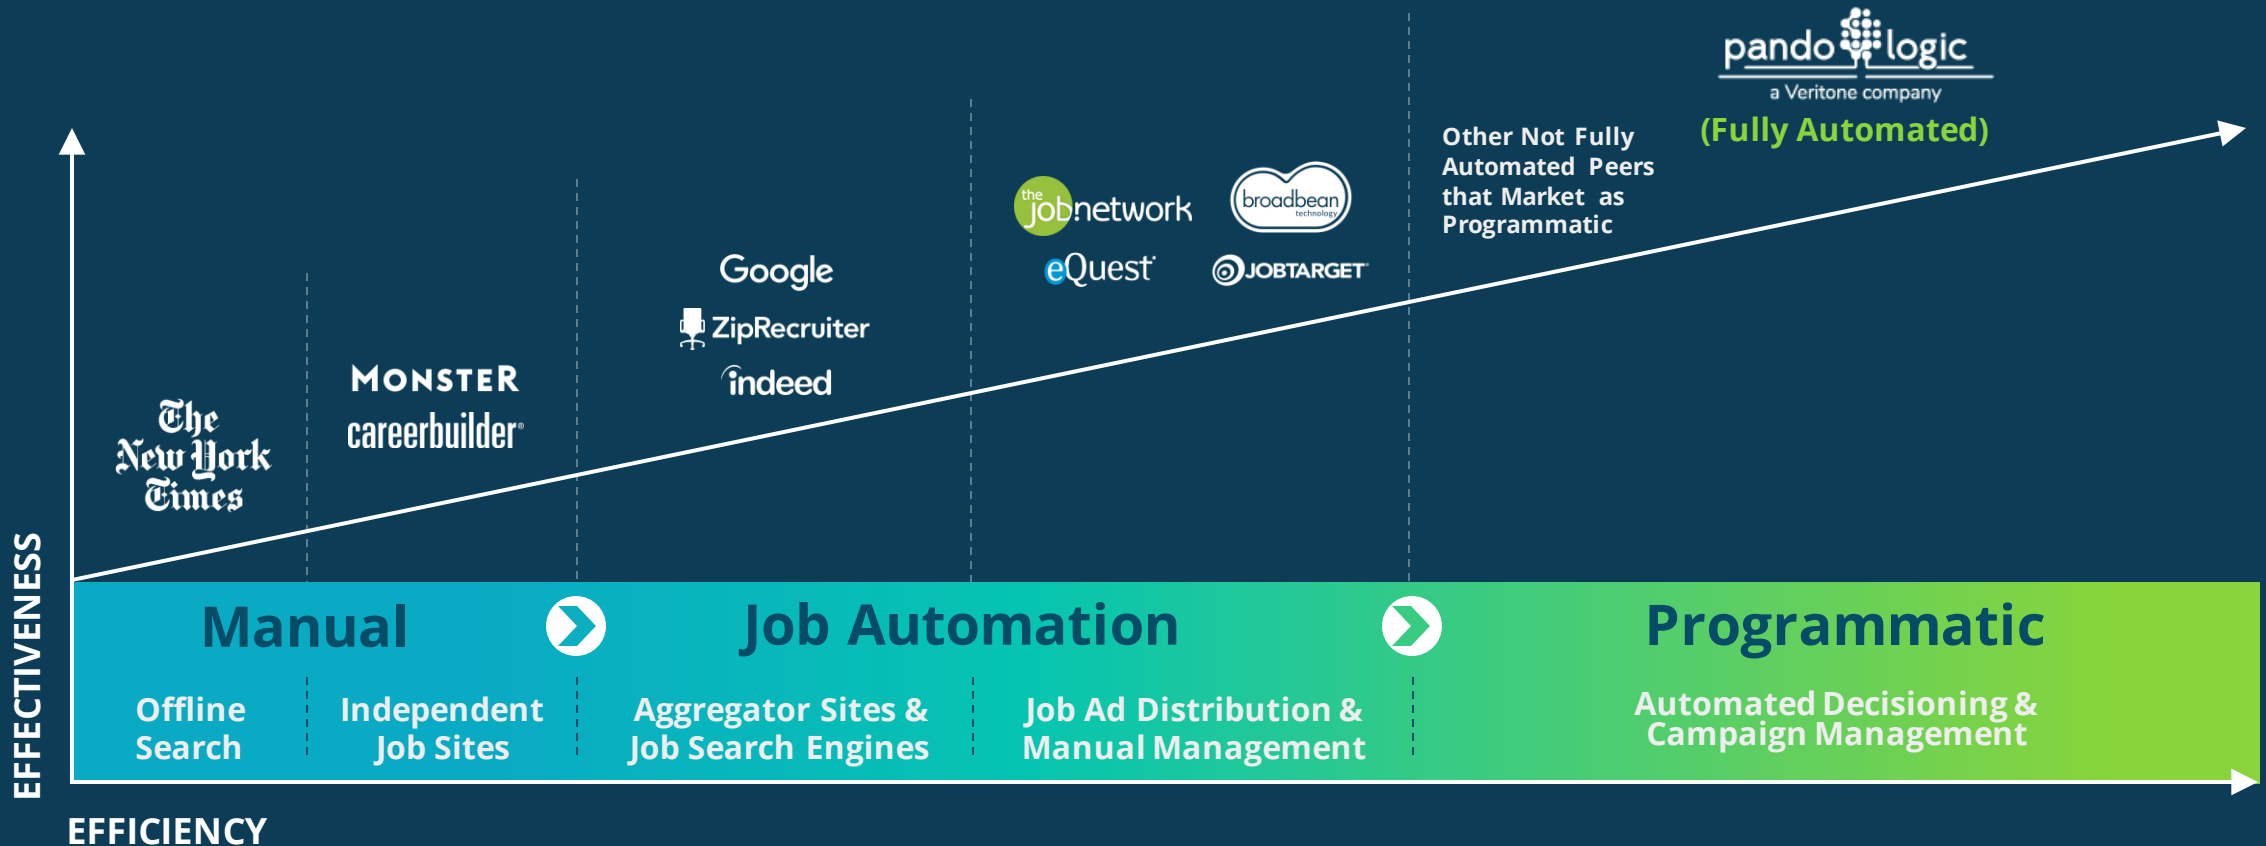 pandologic
a Veritone company
(Fully Automated)
Other Not Fully
Automated Peers
that Market as
Programmatic
the
jobnetwork
broadbean
technology
eQuest
JOBTARGET
Google
ZipRecruiter
indeed
MONSTER
careerbuilder®
The
New York
Times
EFFECTIVENESS
Manual
Job Automation
Programmatic
Offline
Search
Independent
Job Sites
Aggregator Sites &
Job Search Engines
Job Ad Distribution &
Manual Management
Automated Decisioning &
Campaign Management
EFFICIENCY